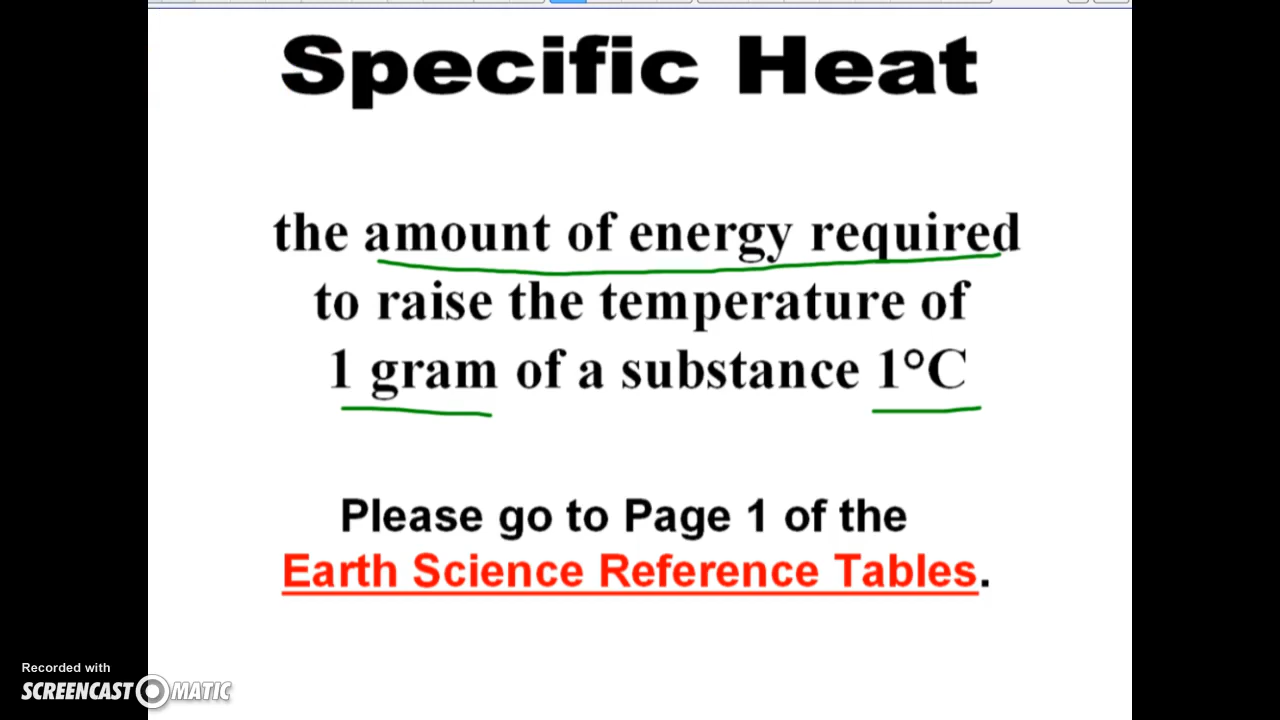 Specific Heat
the amount of energy required
to raise the temperature of
1 gram of a substance 1°C
Please go to Page 1 of the
Earth Science Reference Tables.
Recorded with
SCREENCAST MATIC